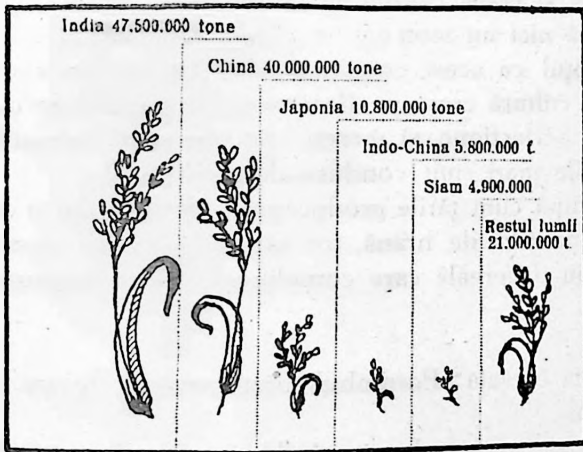 India 47.500.000 tone
China 40.000.000 tone
Japonia 10.800.000 tone
Indo-China 5.800.000 t.
Siam 4.900.000
Restul lumii
21.000.000 t